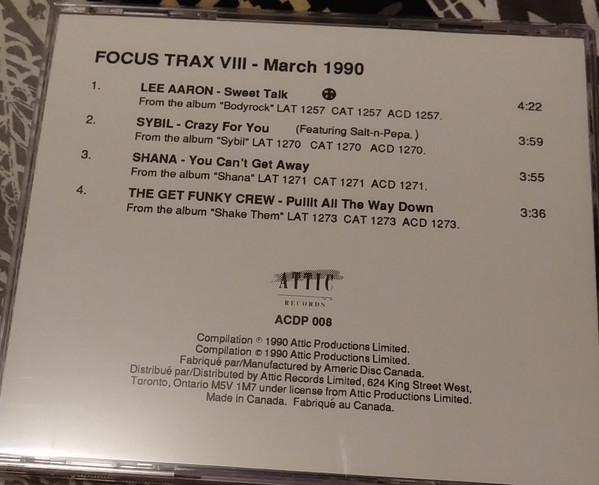 FOCUS TRAX VIII - March 1990
1. LEE AARON - Sweet Talk 4:22
From the album "Bodyrock" LAT 1257 CAT 1257 ACD 1257.
2. SYBIL - Crazy For You (Featuring Salt-n-Pepa.) 3:59
From the album "Sybil" LAT 1270 CAT 1270 ACD 1270.
3. SHANA - You Can't Get Away 3:55
From the album "Shana" LAT 1271 CAT 1271 ACD 1271.
4. THE GET FUNKY CREW - Pulllt All The Way Down 3:36
From the album "Shake Them" LAT 1273 CAT 1273 ACD 1273.
ATTIC
RECORDS
ACDP 008
Compilation ℗ 1990 Attic Productions Limited.
Compilation © 1990 Attic Productions Limited.
Fabriqué par/Manufactured by Americ Disc Canada.
Distribué par/Distributed by Attic Records Limited, 624 King Street West,
Toronto, Ontario M5V 1M7 under license from Attic Productions Limited.
Made in Canada. Fabriqué au Canada.